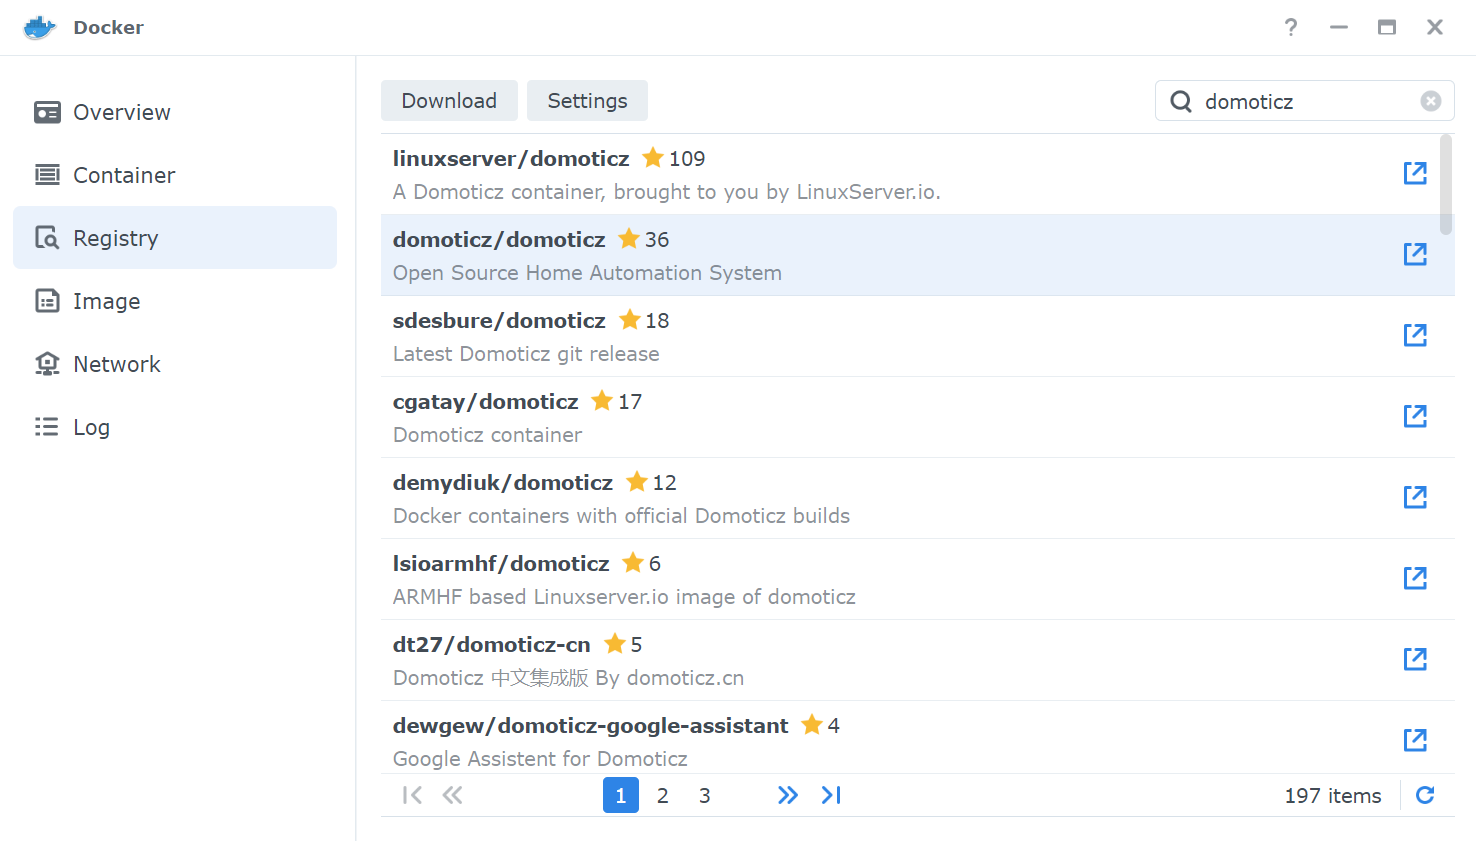 Docker
?
Overview
Container
Registry
Image
Network
Log
Download
Settings
domoticz
linuxserver/domoticz 109
A Domoticz container, brought to you by LinuxServer.io.
domoticz/domoticz 36
Open Source Home Automation System
sdesbure/domoticz 18
Latest Domoticz git release
cgatay/domoticz 17
Domoticz container
demydiuk/domoticz 12
Docker containers with official Domoticz builds
lsioarmhf/domoticz 6
ARMHF based Linuxserver.io image of domoticz
dt27/domoticz-cn 5
Domoticz 中文集成版 By domoticz.cn
dewgew/domoticz-google-assistant 4
Google Assistent for Domoticz
1 2 3
197 items